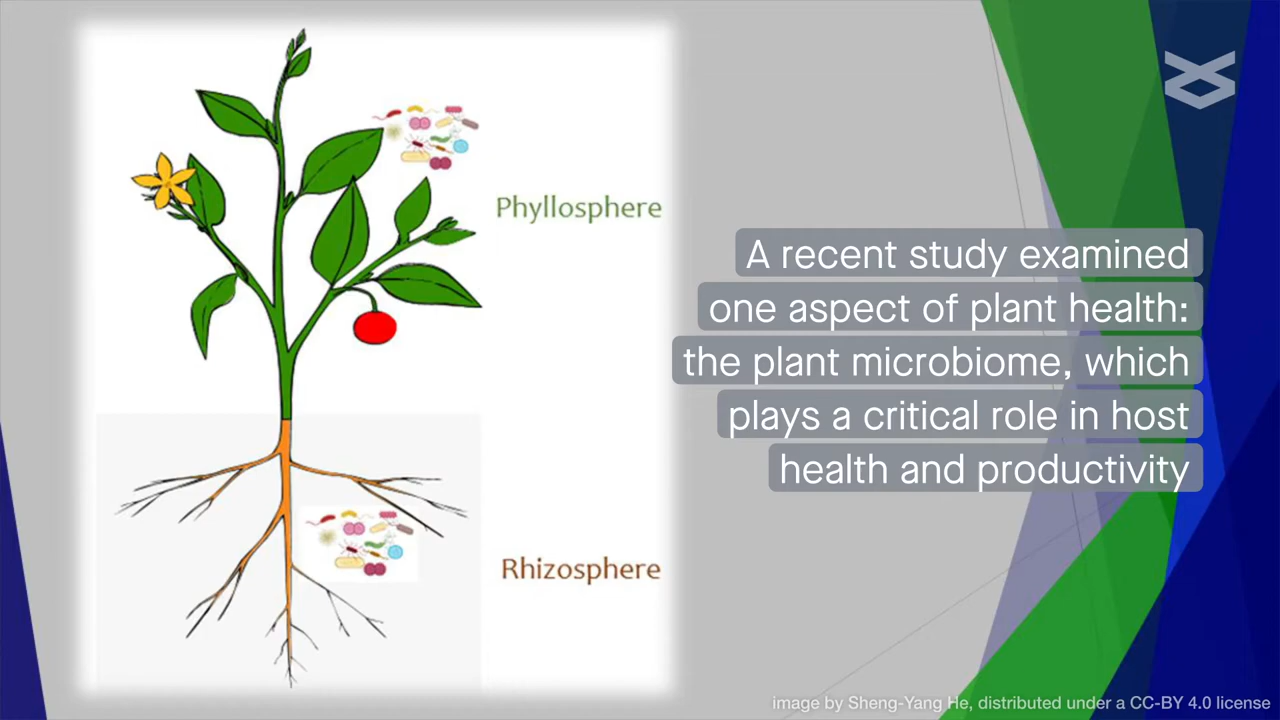 Phyllosphere
A recent study examined
one aspect of plant health:
the plant microbiome, which
plays a critical role in host
health and productivity
Rhizosphere
image by Sheng-Yang He, distributed under a CC-BY 4.0 license